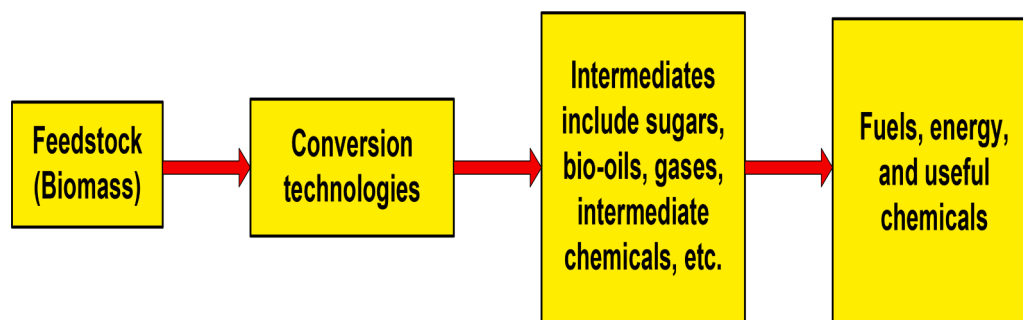 Feedstock
(Biomass)
Conversion
technologies
Intermediates
include sugars,
bio-oils, gases,
intermediate
chemicals, etc.
Fuels, energy,
and useful
chemicals